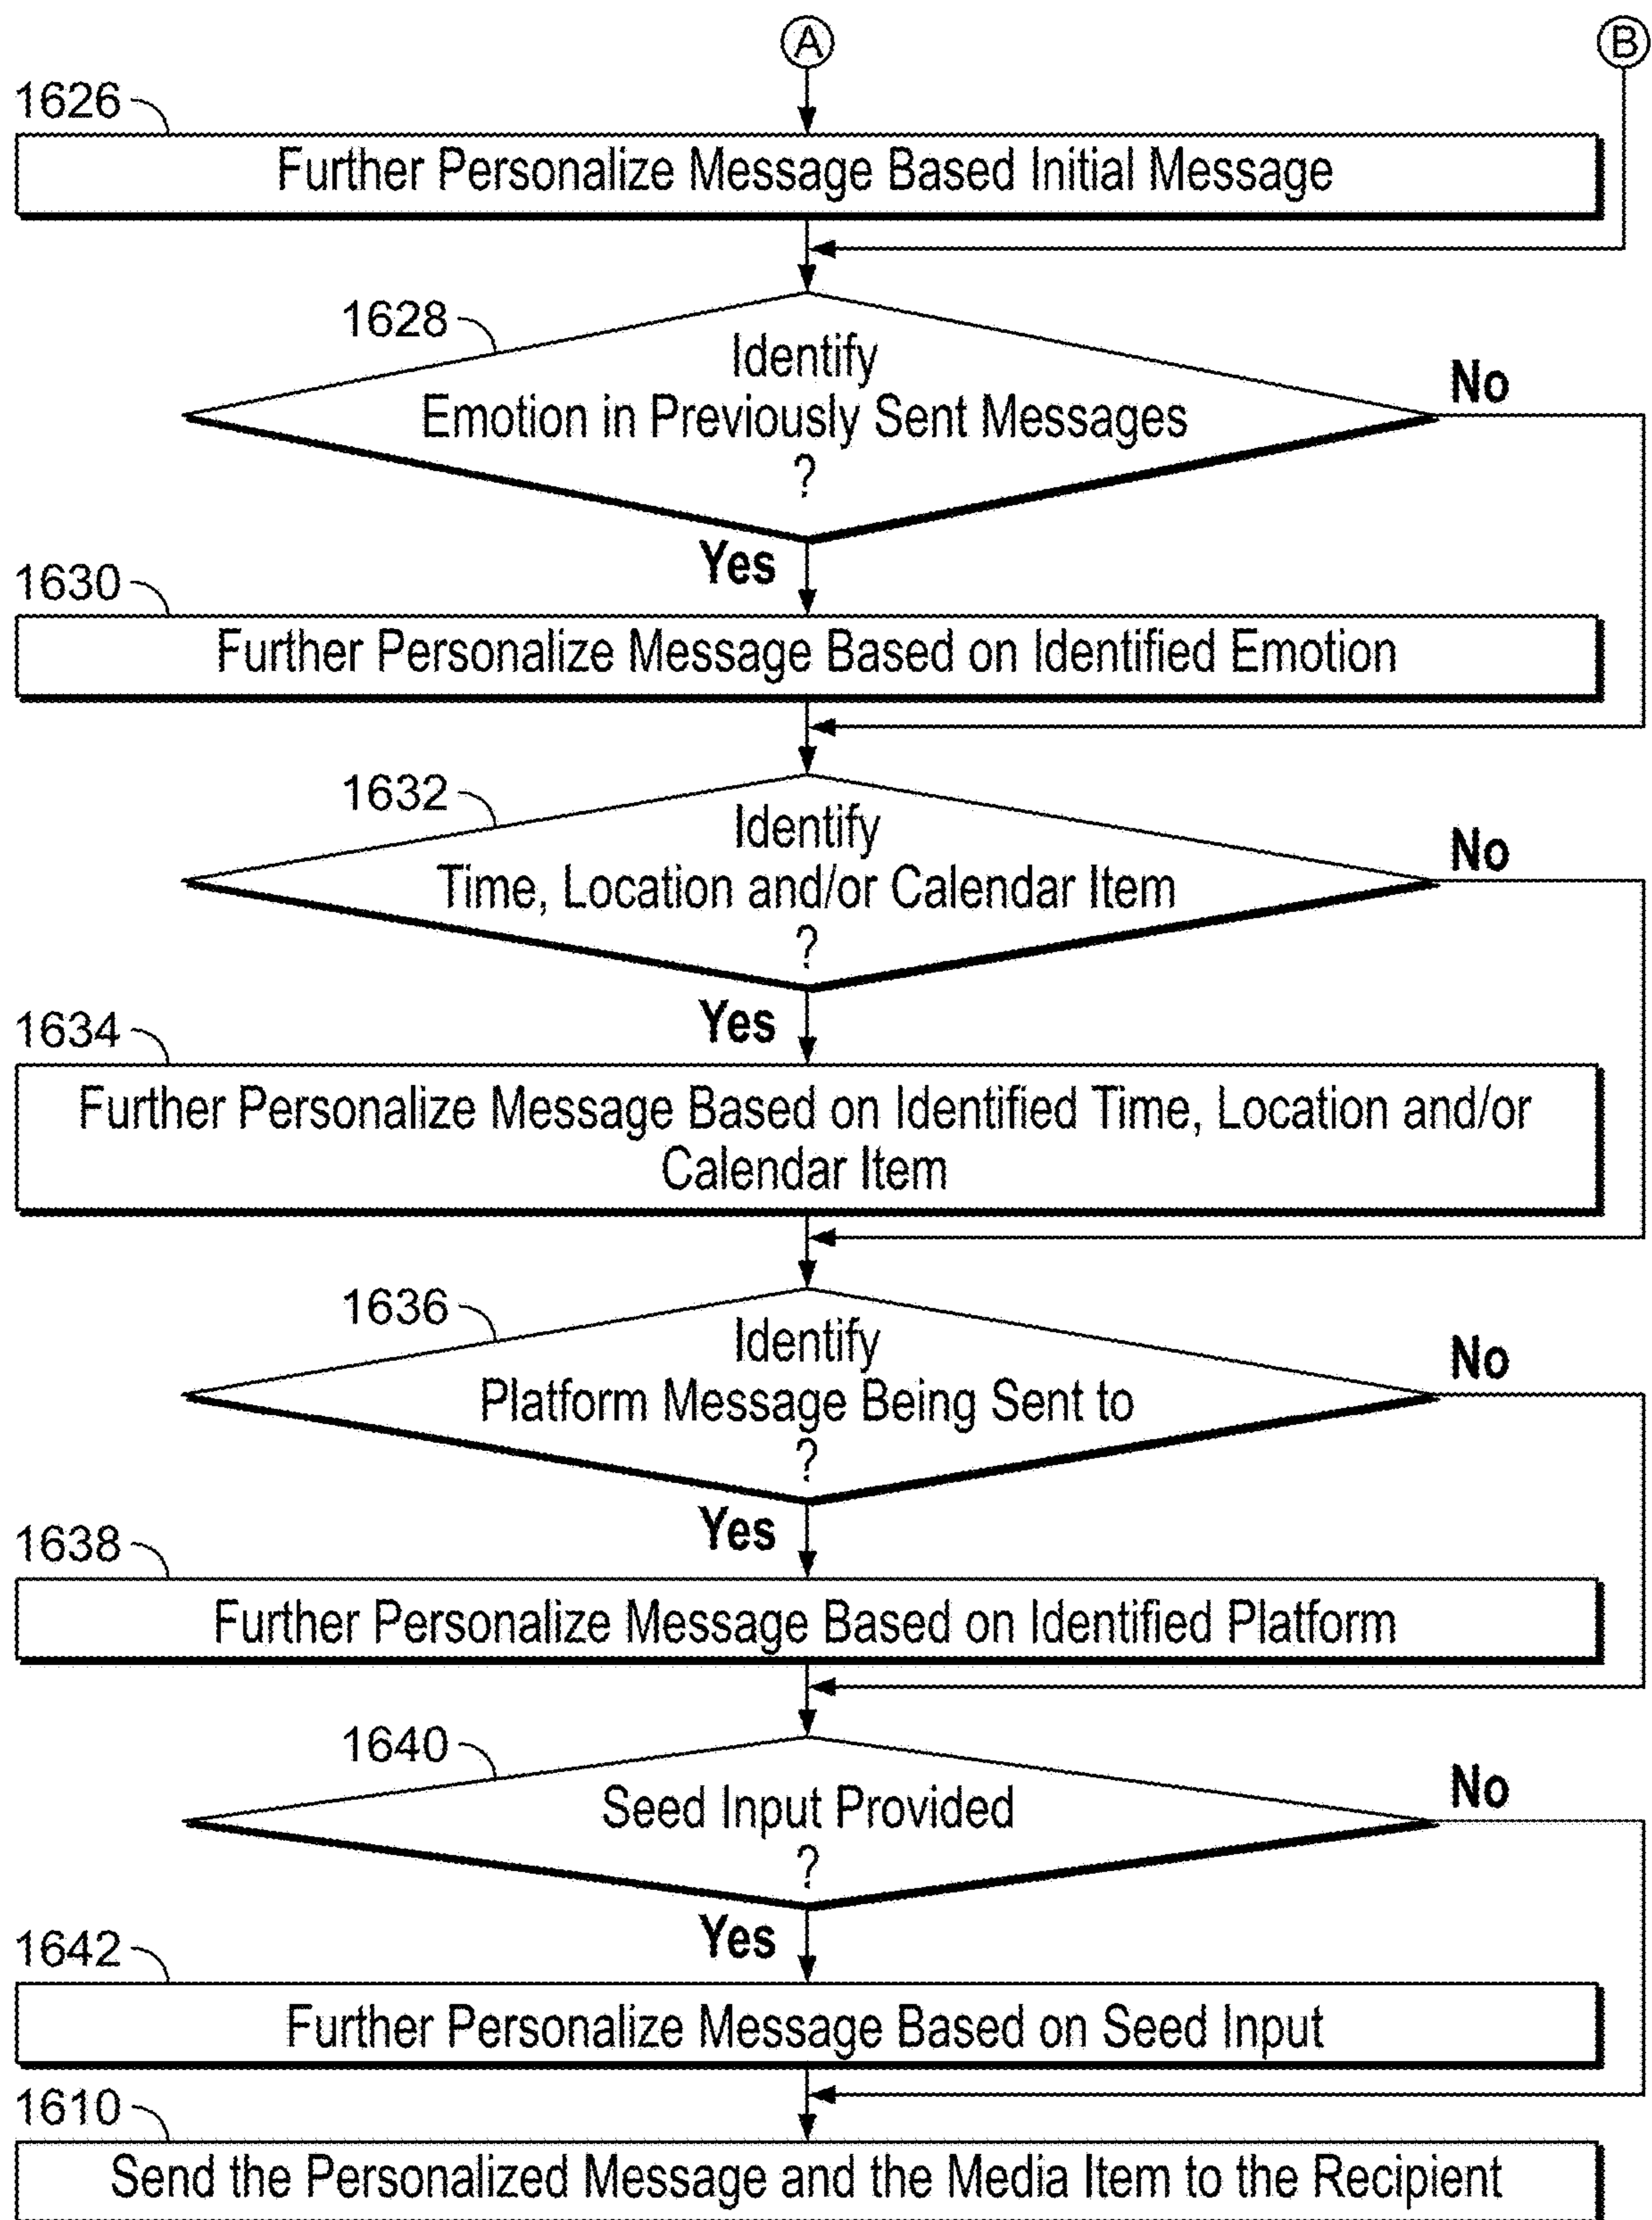 A
B
1626
Further Personalize Message Based Initial Message
1628
Identify
Emotion in Previously Sent Messages
?
No
Yes
1630
Further Personalize Message Based on Identified Emotion
1632
Identify
Time, Location and/or Calendar Item
?
No
Yes
1634
Further Personalize Message Based on Identified Time, Location and/or
Calendar Item
1636
Identify
Platform Message Being Sent to
?
No
Yes
1638
Further Personalize Message Based on Identified Platform
1640
Seed Input Provided
?
No
Yes
1642
Further Personalize Message Based on Seed Input
1610
Send the Personalized Message and the Media Item to the Recipient